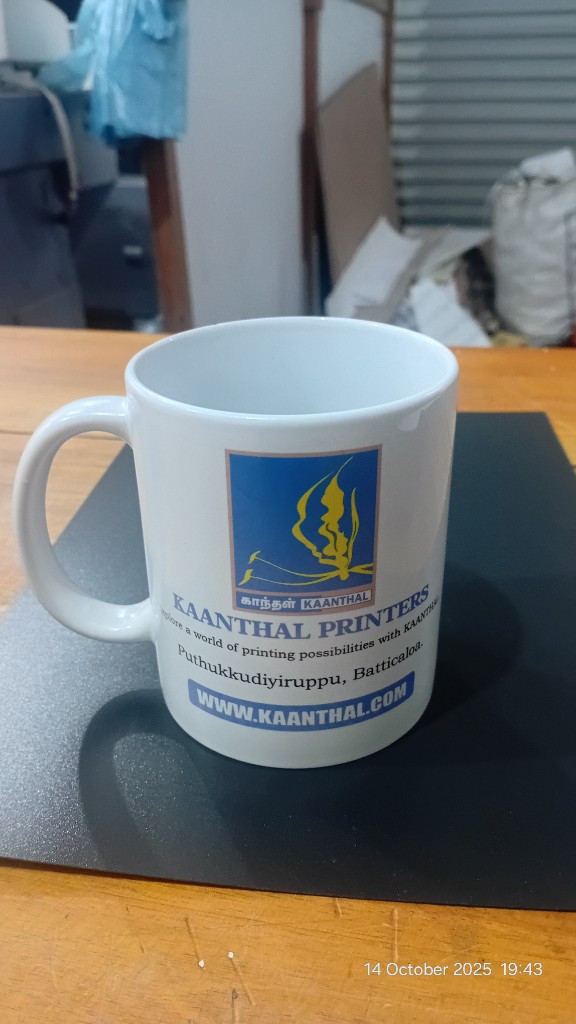 காந்தள் KAANTHAL
KAANTHAL PRINTERS
a world of printing possibilities with
Puthukkudiyiruppu, Batticaloa.
WWW.KAANTHAL.COM
14 October 2025 19:43